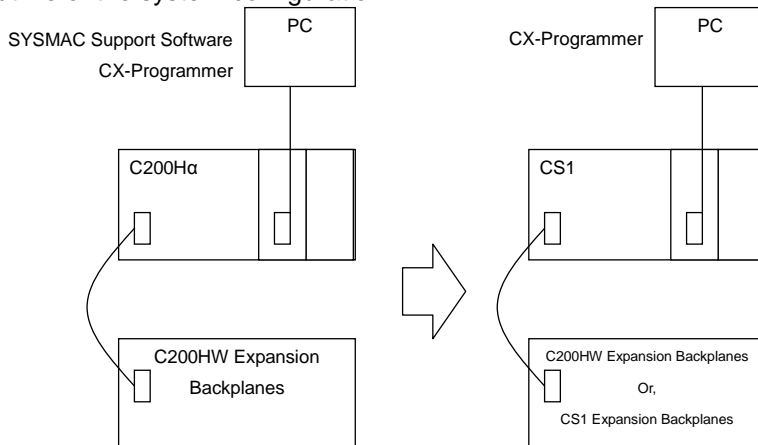 SYSMAC Support Software
CX-Programmer
PC
C200Hα
C200HW Expansion
Backplanes
CX-Programmer
PC
CS1
C200HW Expansion Backplanes
Or,
CS1 Expansion Backplanes